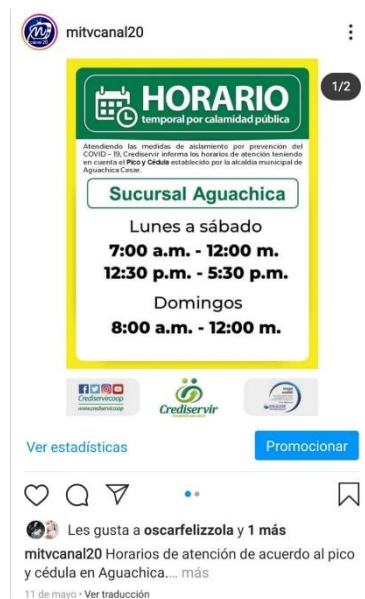 mitvcanal20
1/2
HORARIO
temporal por calamidad pública
Atendiendo las medidas de aislamiento por prevención del
COVID – 19, Crediservir informa los horarios de atención teniendo
en cuenta el Pico y Cédula establecido por la alcaldía municipal de
Aguachica Cesar.
Sucursal Aguachica
Lunes a sábado
7:00 a.m. - 12:00 m.
12:30 p.m. - 5:30 p.m.
Domingos
8:00 a.m. - 12:00 m.
Crediservircoop
www.crediservir.coop
Crediservir
Ver estadísticas
Promocionar
Les gusta a oscarfelizzola y 1 más
mitvcanal20 Horarios de atención de acuerdo al pico
y cédula en Aguachica.... más
11 de mayo • Ver traducción